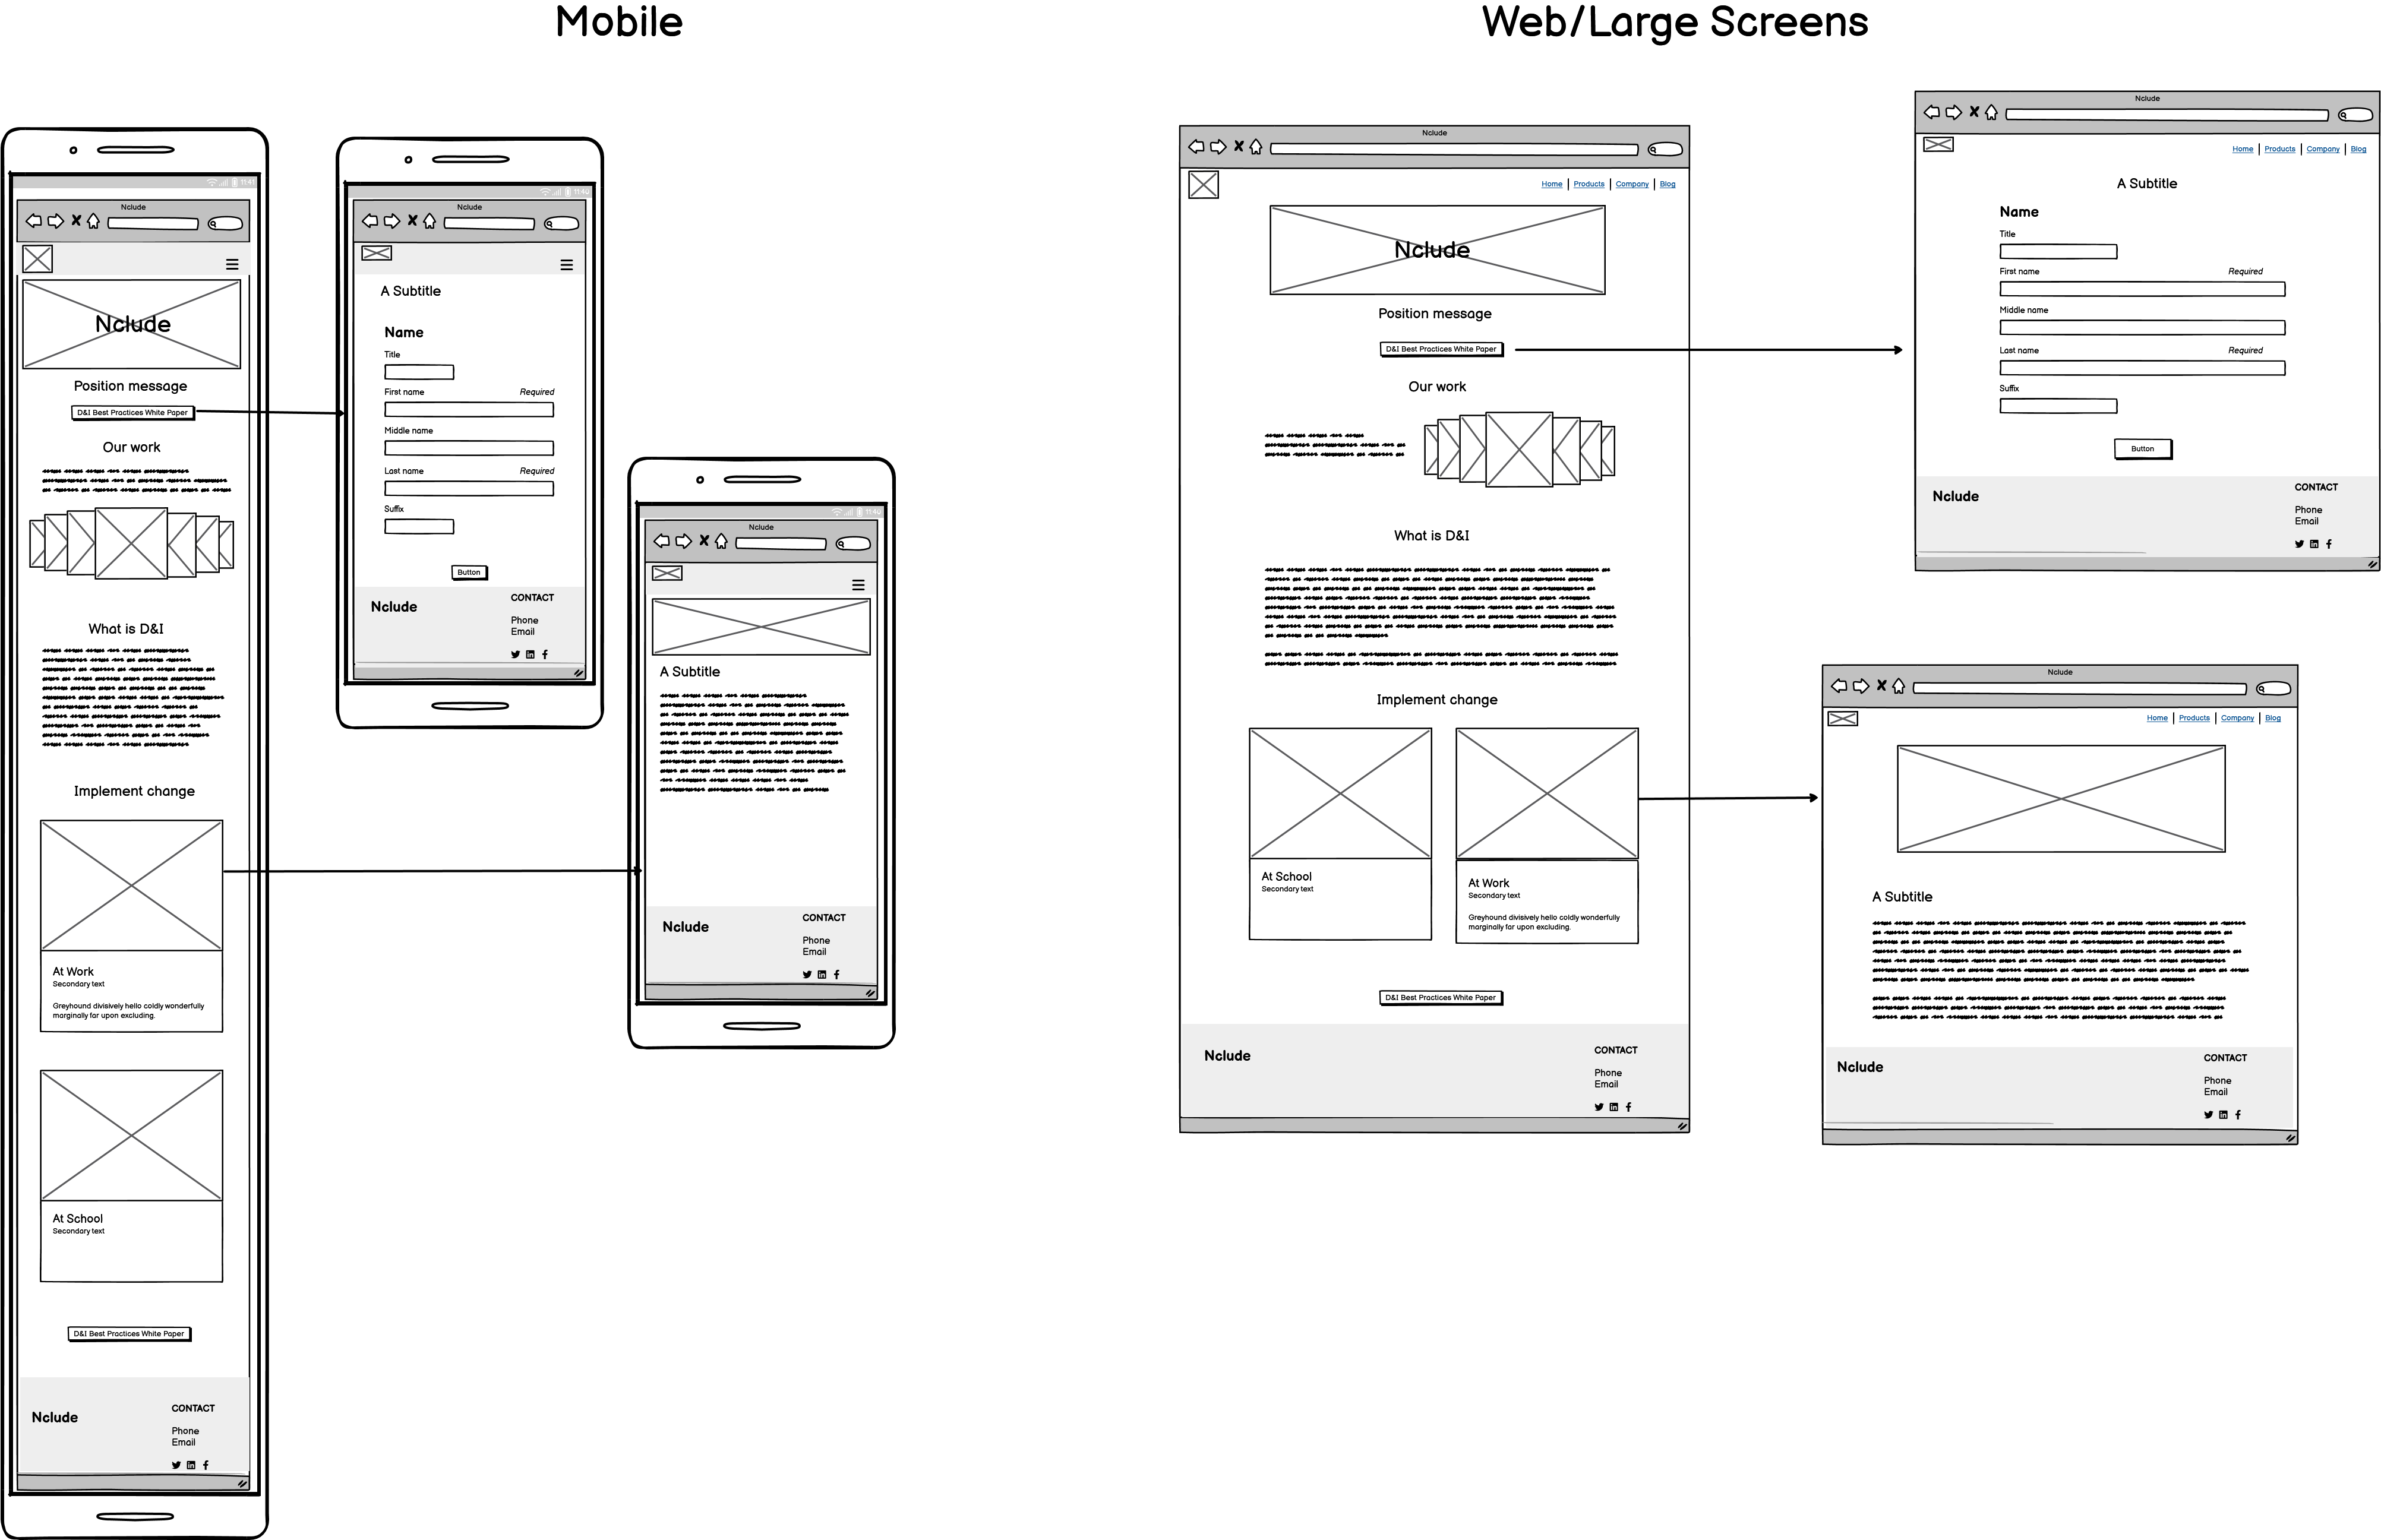 Mobile
Web/Large Screens
11:41
Nclude
Nclude
Position message
D&I Best Practices White Paper
Our work
What is D&I
Implement change
At Work
Secondary text
Greyhound divisively hello coldly wonderfully
marginally far upon excluding.
At School
Secondary text
D&I Best Practices White Paper
Nclude
CONTACT
Phone
Email
11:40
Nclude
A Subtitle
Name
Title
First name Required
Middle name
Last name Required
Suffix
Button
Nclude
CONTACT
Phone
Email
11:40
Nclude
A Subtitle
Nclude
CONTACT
Phone
Email
Nclude
Home Products Company Blog
Nclude
Position message
D&I Best Practices White Paper
Our work
What is D&I
Implement change
At School
Secondary text
At Work
Secondary text
Greyhound divisively hello coldly wonderfully
marginally far upon excluding.
D&I Best Practices White Paper
Nclude
CONTACT
Phone
Email
Nclude
Home Products Company Blog
A Subtitle
Name
Title
First name Required
Middle name
Last name Required
Suffix
Button
Nclude
CONTACT
Phone
Email
Nclude
Home Products Company Blog
A Subtitle
Nclude
CONTACT
Phone
Email